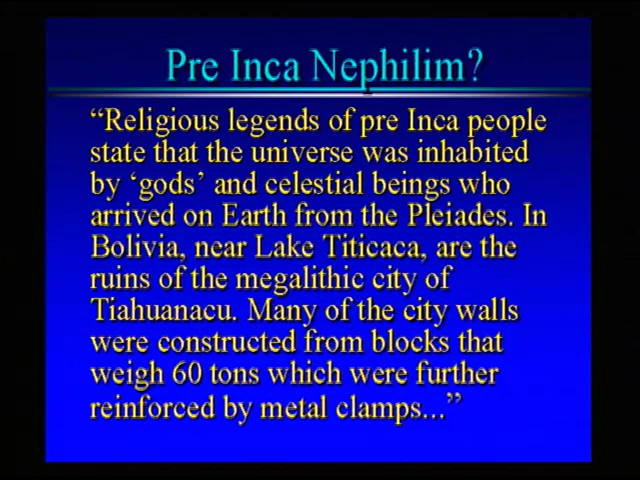 Pre Inca Nephilim?
“Religious legends of pre Inca people
state that the universe was inhabited
by ‘gods’ and celestial beings who
arrived on Earth from the Pleiades. In
Bolivia, near Lake Titicaca, are the
ruins of the megalithic city of
Tiahuanacu. Many of the city walls
were constructed from blocks that
weigh 60 tons which were further
reinforced by metal clamps...”